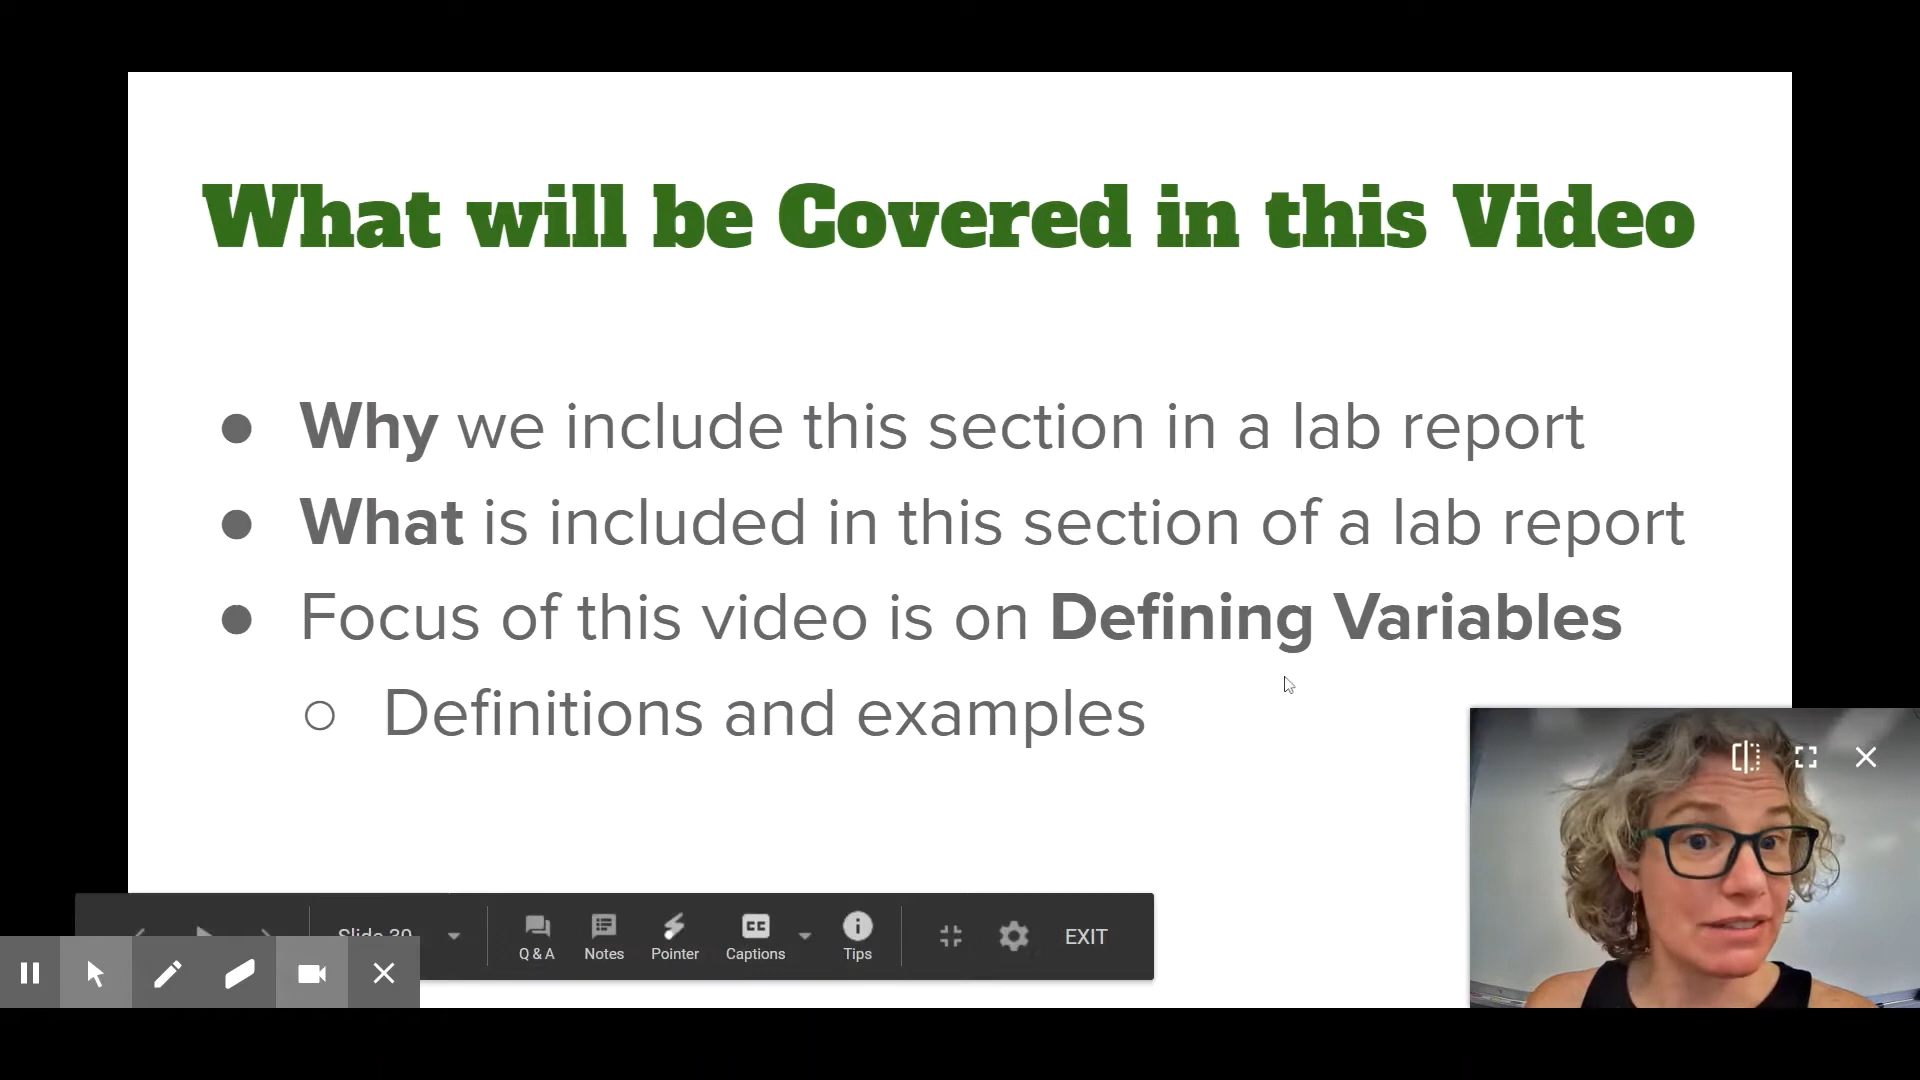 What will be Covered in this Video
Why we include this section in a lab report
What is included in this section of a lab report
Focus of this video is on Defining Variables
Definitions and examples
Q & A
Notes
Pointer
Captions
Tips
EXIT